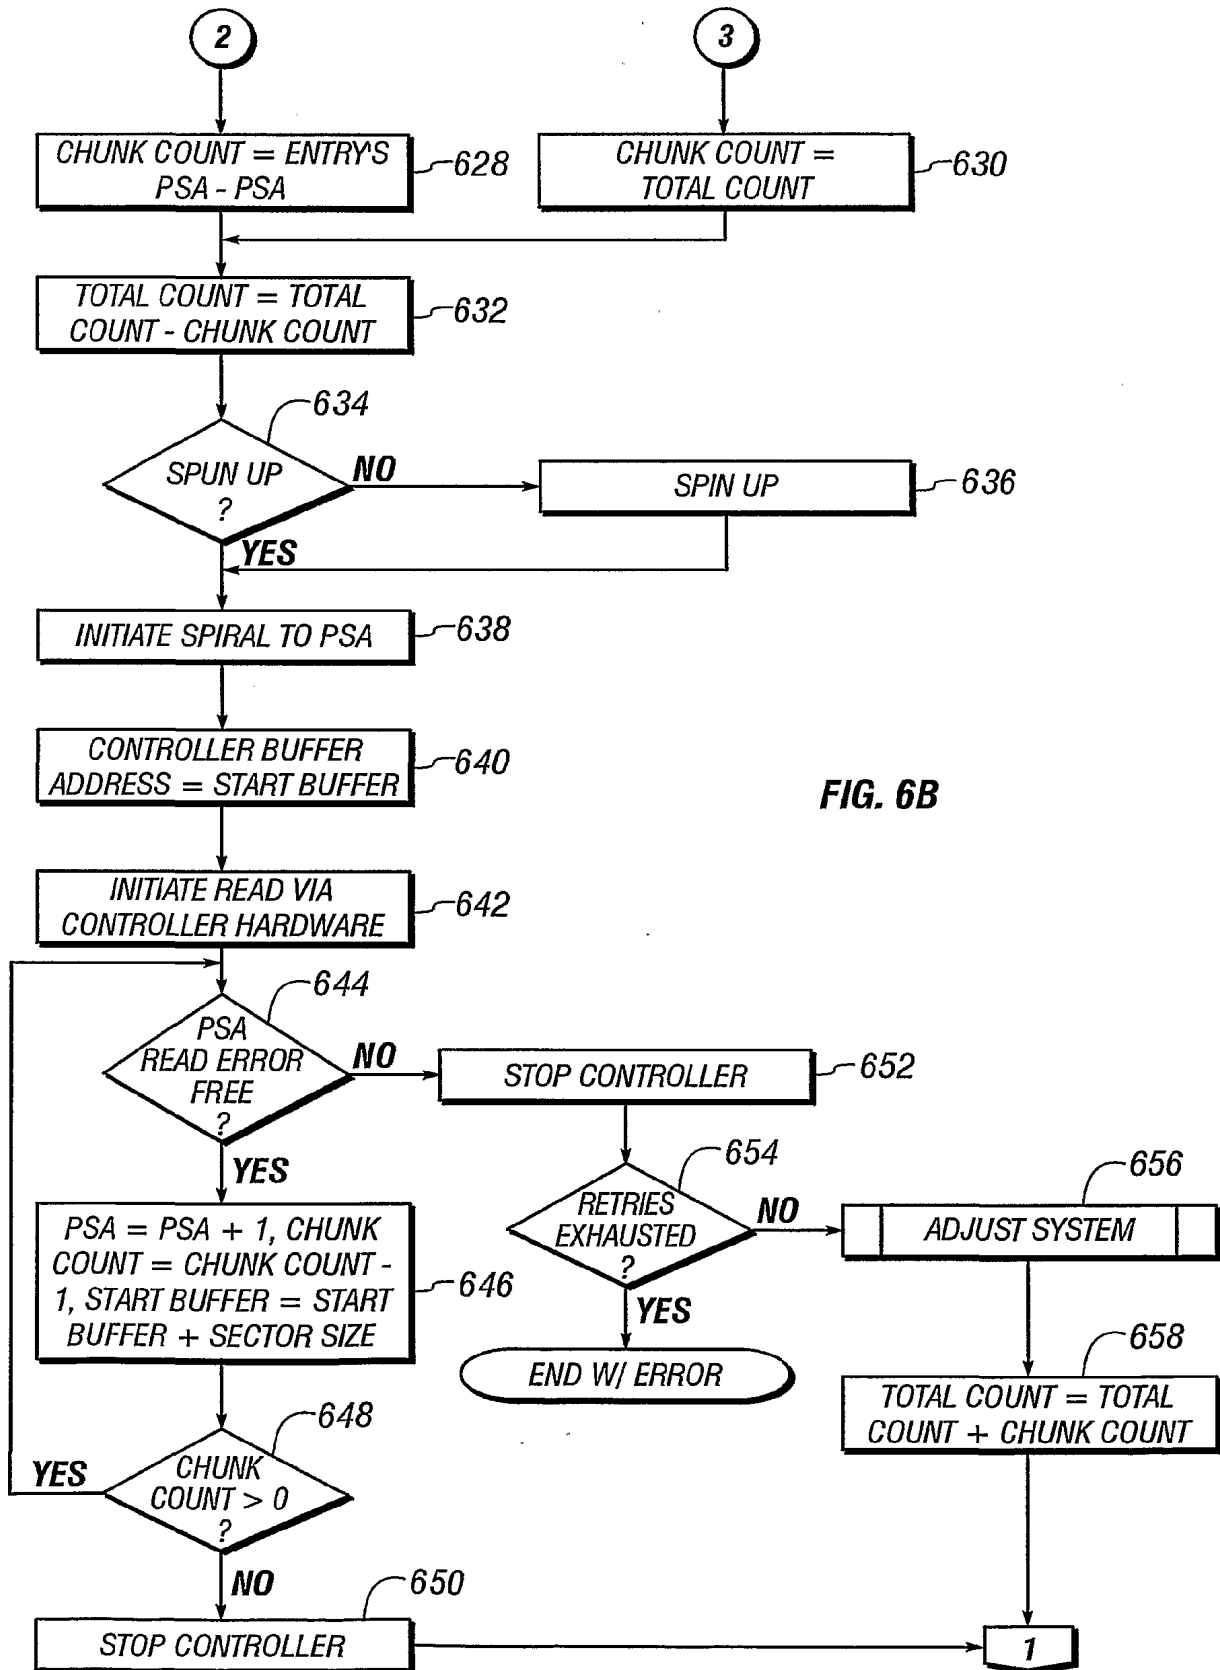 2
3
CHUNK COUNT = ENTRY'S
PSA - PSA
628
CHUNK COUNT =
TOTAL COUNT
630
TOTAL COUNT = TOTAL
COUNT - CHUNK COUNT
632
634
SPUN UP
?
NO
SPIN UP
636
YES
INITIATE SPIRAL TO PSA
638
CONTROLLER BUFFER
ADDRESS = START BUFFER
640
FIG. 6B
INITIATE READ VIA
CONTROLLER HARDWARE
642
644
PSA
READ ERROR
FREE
?
NO
STOP CONTROLLER
652
YES
654
RETRIES
EXHAUSTED
?
NO
656
ADJUST SYSTEM
PSA = PSA + 1, CHUNK
COUNT = CHUNK COUNT -
1, START BUFFER = START
BUFFER + SECTOR SIZE
646
YES
END W/ ERROR
658
TOTAL COUNT = TOTAL
COUNT + CHUNK COUNT
648
CHUNK
COUNT > 0
?
YES
NO
650
STOP CONTROLLER
1